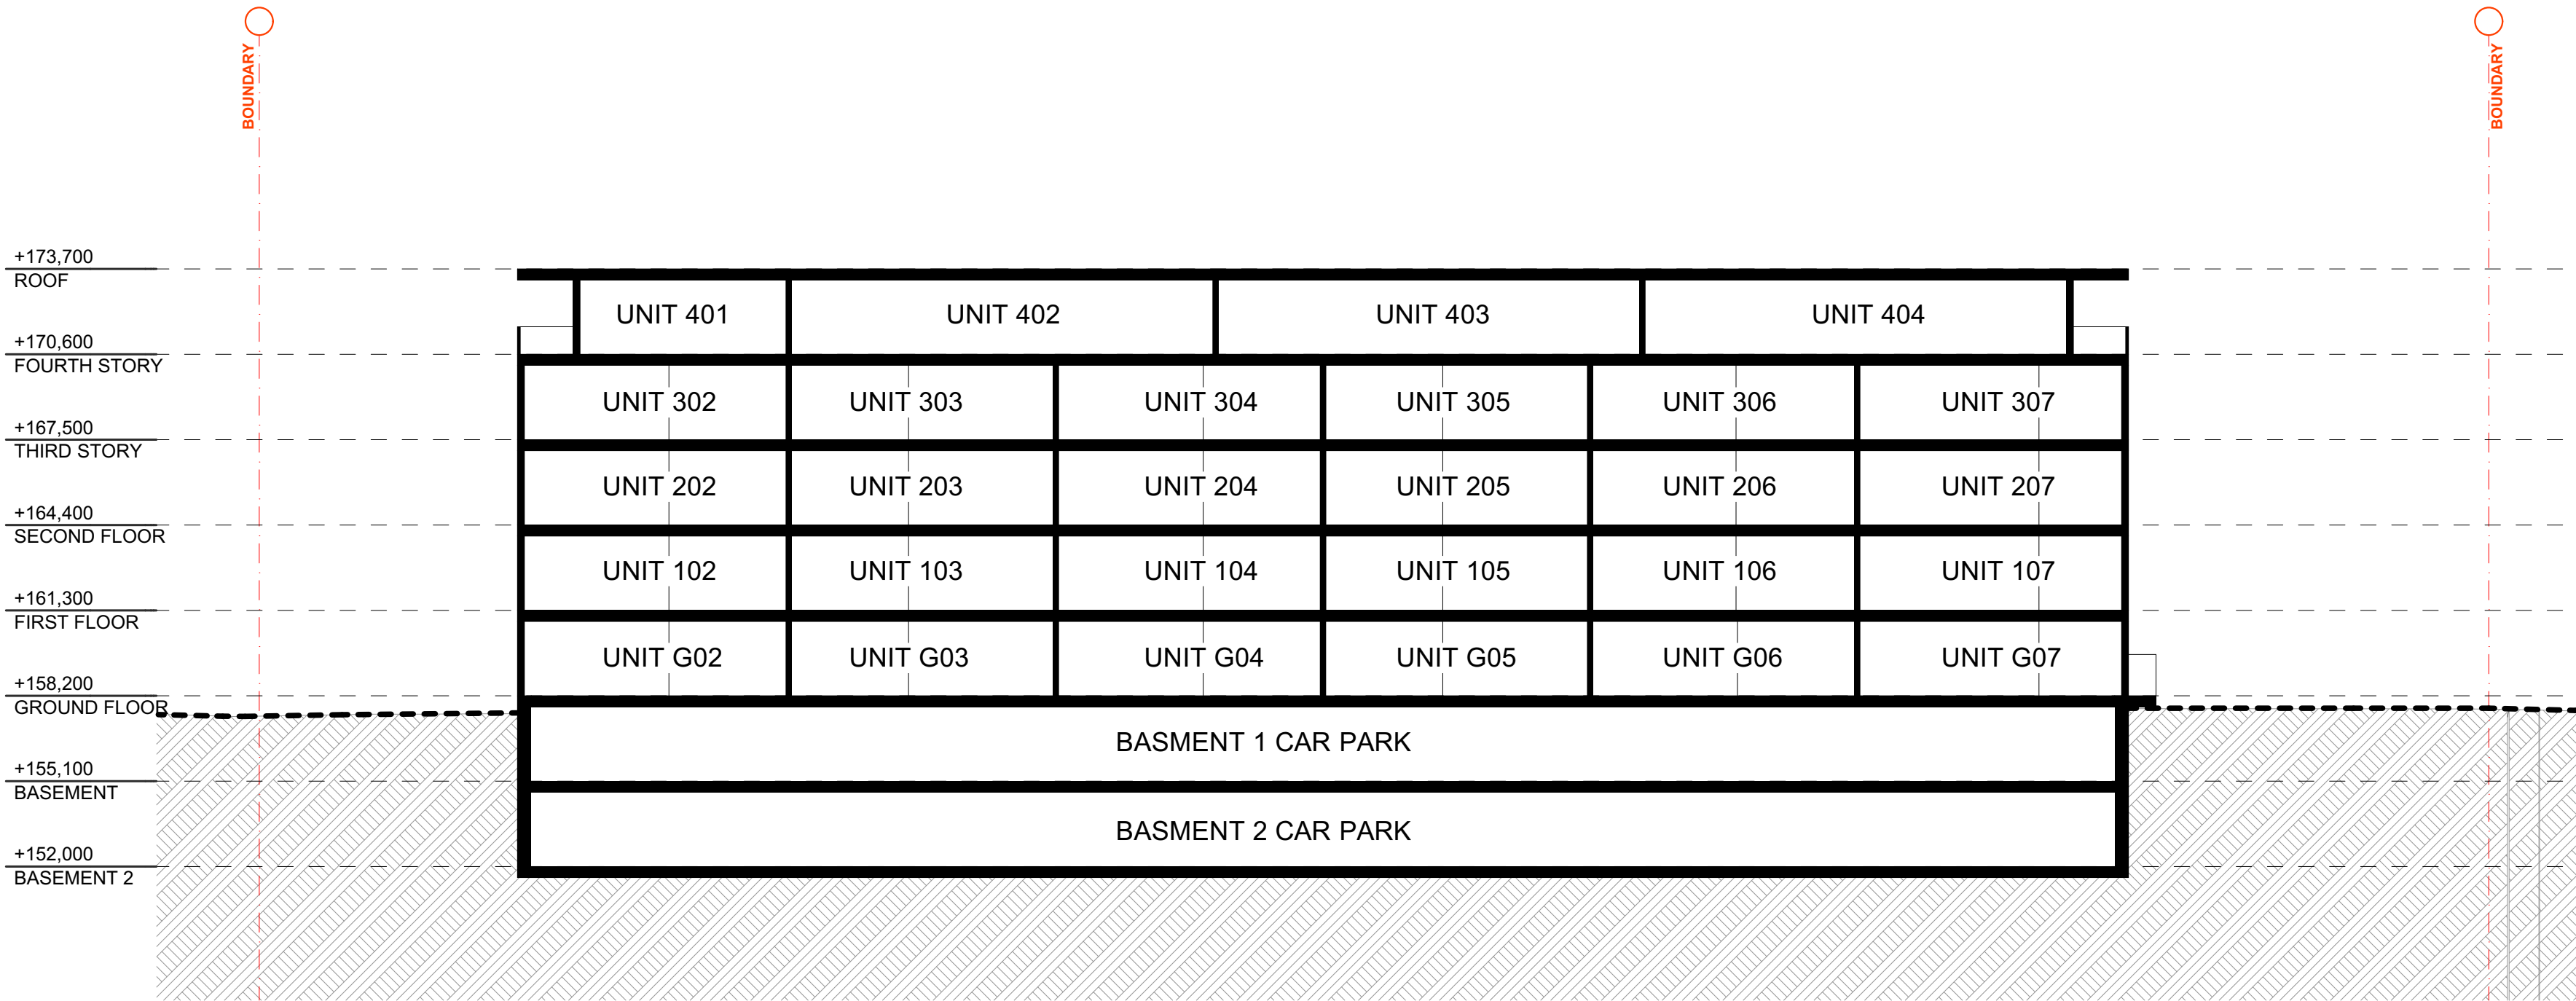 BOUNDARY
BOUNDARY
+173,700
ROOF
UNIT 401 UNIT 402 UNIT 403 UNIT 404
+170,600
FOURTH STORY
UNIT 302 UNIT 303 UNIT 304 UNIT 305 UNIT 306 UNIT 307
+167,500
THIRD STORY
UNIT 202 UNIT 203 UNIT 204 UNIT 205 UNIT 206 UNIT 207
+164,400
SECOND FLOOR
UNIT 102 UNIT 103 UNIT 104 UNIT 105 UNIT 106 UNIT 107
+161,300
FIRST FLOOR
UNIT G02 UNIT G03 UNIT G04 UNIT G05 UNIT G06 UNIT G07
+158,200
GROUND FLOOR
BASMENT 1 CAR PARK
+155,100
BASEMENT
BASMENT 2 CAR PARK
+152,000
BASEMENT 2